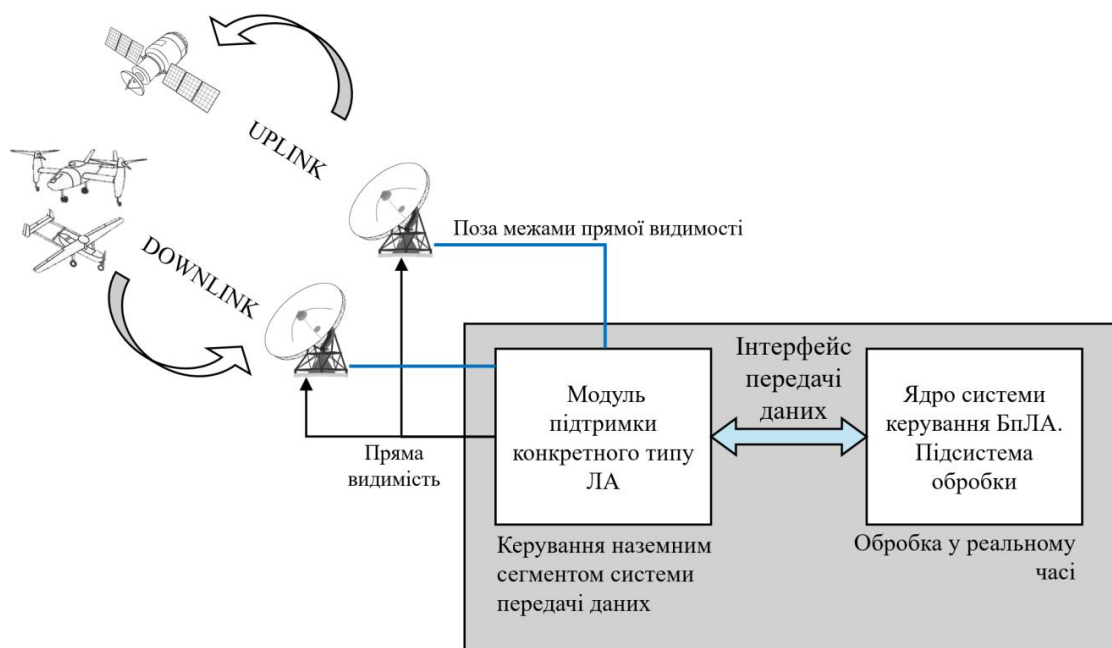 UPLINK
DOWNLINK
Поза межами прямої видимості
Пряма
видимість
Модуль
підтримки
конкретного типу
ЛА
Інтерфейс
передачі
даних
Ядро системи
керування БпЛА.
Підсистема
обробки
Керування наземним
сегментом системи
передачі даних
Обробка у реальному
часі